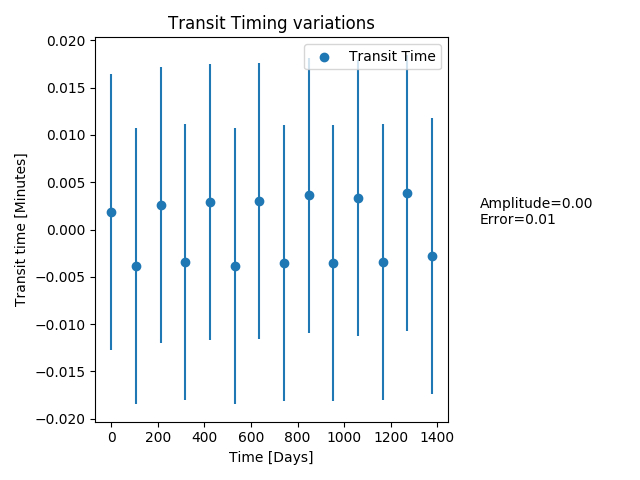 Transit Timing variations
Transit Time
0.020
0.015
0.010
0.005
0.000
−0.005
−0.010
−0.015
−0.020
Transit time [Minutes]
Amplitude=0.00
Error=0.01
0 200 400 600 800 1000 1200 1400
Time [Days]